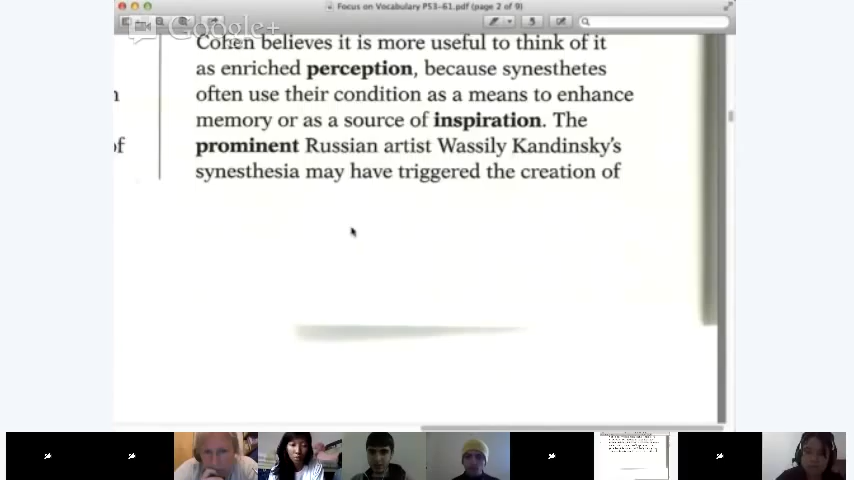 Focus on Vocabulary P53-61.pdf (page 2 of 9)
Google+
Cohen believes it is more useful to think of it
as enriched perception, because synesthetes
often use their condition as a means to enhance
n
memory or as a source of inspiration. The
of
prominent Russian artist Wassily Kandinsky's
synesthesia may have triggered the creation of